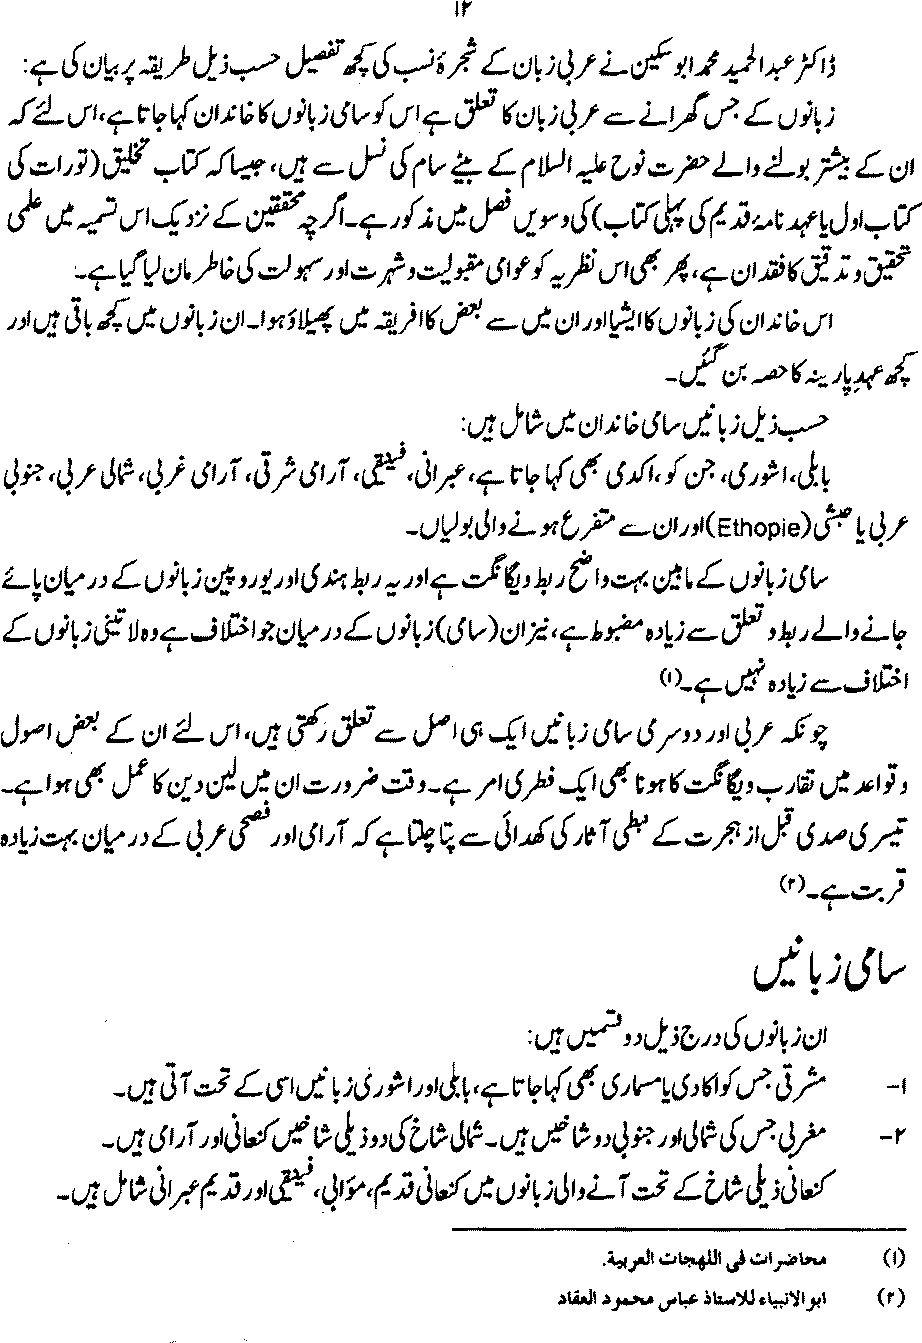 ۱۲
ڈاکٹر عبدالحمید محمد ابوسکین نے عربی زبان کے شجرۂ نسب کی کچھ تفصیل حسب ذیل طریقہ پر بیان کی ہے:
زبانوں کے جس گھرانے سے عربی زبان کا تعلق ہے اس کو سامی زبانوں کا خاندان کہا جاتا ہے، اس لئے کہ
ان کے بیشتر بولنے والے حضرت نوح علیہ السلام کے بیٹے سام کی نسل سے ہیں، جیسا کہ کتاب تخلیق (تورات کی
کتاب اول یا عہد نامۂ قدیم کی پہلی کتاب) کی دسویں فصل میں مذکور ہے۔ اگرچہ محققین کے نزدیک اس تسمیہ میں علمی
تحقیق و تدقیق کا فقدان ہے، پھر بھی اس نظریہ کو عوامی مقبولیت و شہرت اور سہولت کی خاطر مان لیا گیا ہے۔
اس خاندان کی زبانوں کا ایشیا اور ان میں سے بعض کا افریقہ میں پھیلاؤ ہوا۔ ان زبانوں میں کچھ باقی ہیں اور
کچھ عہدِ پارینہ کا حصہ بن گئیں۔
حسب ذیل زبانیں سامی خاندان میں شامل ہیں:
بابلی، اشوری، جن کو، اکدی بھی کہا جاتا ہے، عبرانی، فینقی، آرامی شرقی، آرامی غربی، شمالی عربی، جنوبی
عربی یا حبشی (Ethopie) اور ان سے متفرع ہونے والی بولیاں۔
سامی زبانوں کے مابین بہت واضح ربط و یگانگت ہے اور یہ ربط ہندی اور یوروپین زبانوں کے درمیان پائے
جانے والے ربط و تعلق سے زیادہ مضبوط ہے، نیز ان (سامی) زبانوں کے درمیان جو اختلاف ہے وہ لاتینی زبانوں کے
اختلاف سے زیادہ نہیں ہے۔(۱)
چونکہ عربی اور دوسری سامی زبانیں ایک ہی اصل سے تعلق رکھتی ہیں، اس لئے ان کے بعض اصول
و قواعد میں تقارب و یگانگت کا ہونا بھی ایک فطری امر ہے۔ وقت ضرورت ان میں لین دین کا عمل بھی ہوا ہے۔
تیسری صدی قبل از ہجرت کے نبطی آثار کی کھدائی سے پتا چلتا ہے کہ آرامی اور فصحی عربی کے درمیان بہت زیادہ
قربت ہے۔(۲)
سامی زبانیں
ان زبانوں کی درج ذیل دو قسمیں ہیں:
۱- مشرقی جس کو اکادی یا مسماری بھی کہا جاتا ہے، بابلی اور اشوری زبانیں اسی کے تحت آتی ہیں۔
۲- مغربی جس کی شمالی اور جنوبی دو شاخیں ہیں۔ شمالی شاخ کی دو ذیلی شاخیں کنعانی اور آرامی ہیں۔
کنعانی ذیلی شاخ کے تحت آنے والی زبانوں میں کنعانی قدیم، مؤابی، فینقی اور قدیم عبرانی شامل ہیں۔
(۱) محاضرات فی اللهجات العربیة.
(۲) ابوالانبیاء للاستاذ عباس محمود العقاد